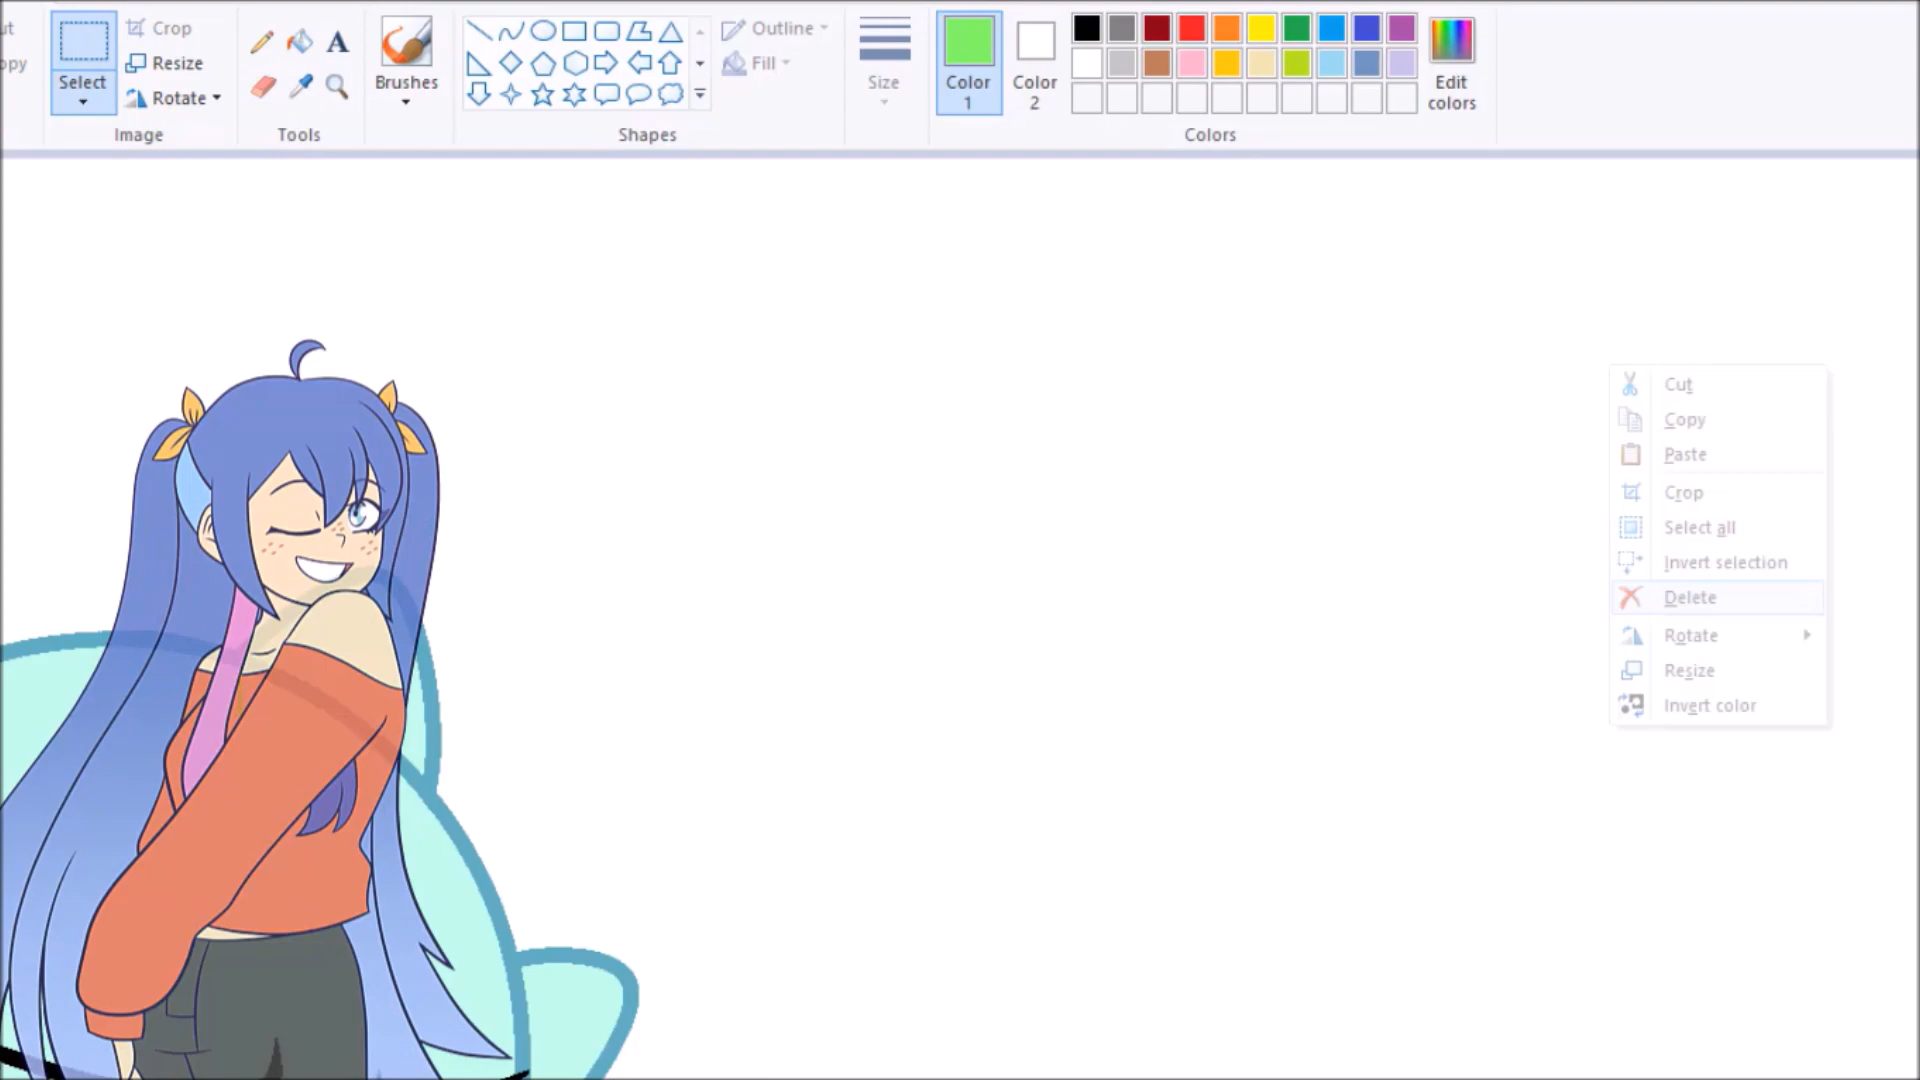 ut
opy
Select
Crop
Resize
Rotate
Image
A
Tools
Brushes
Shapes
Outline
Fill
Size
Color
1
Color
2
Edit
colors
Colors
Cut
Copy
Paste
Crop
Select all
Invert selection
Delete
Rotate
Resize
Invert color